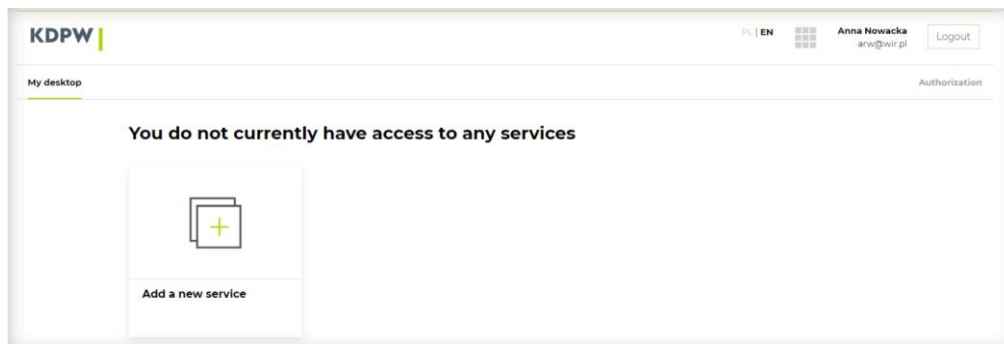 KDPW
PL | EN
Anna Nowacka
arw@wir.pl
Logout
My desktop
Authorization
You do not currently have access to any services
Add a new service